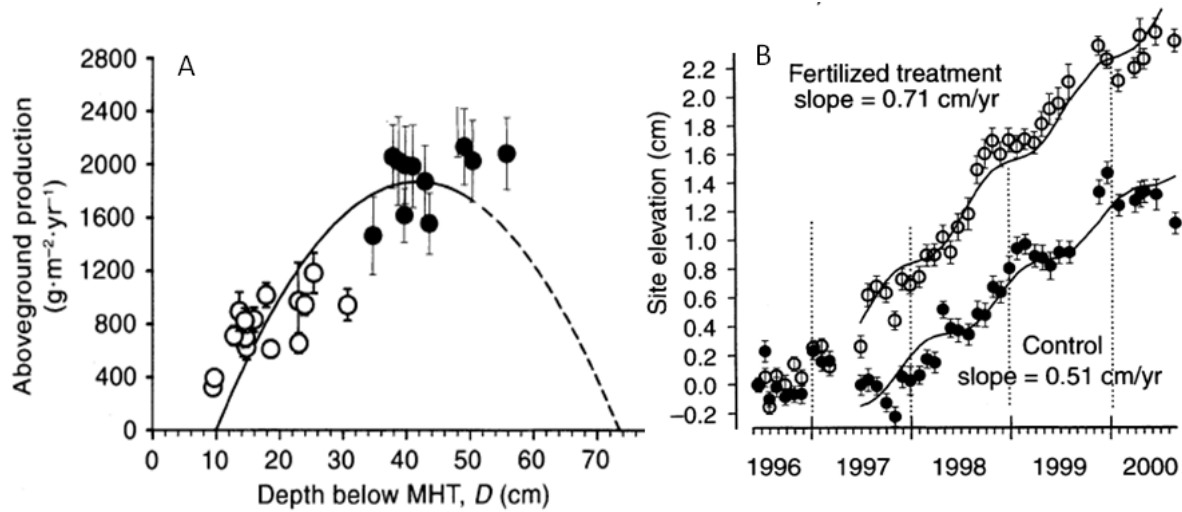 A
2800
2400
2000
1600
1200
800
400
0
Aboveground production
(g·m⁻²·yr⁻¹)
0 10 20 30 40 50 60 70
Depth below MHT, D (cm)
B
Fertilized treatment
slope = 0.71 cm/yr
2.2
2.0
1.8
1.6
1.4
1.2
1.0
0.8
0.6
0.4
0.2
0.0
−0.2
Site elevation (cm)
Control
slope = 0.51 cm/yr
1996 1997 1998 1999 2000